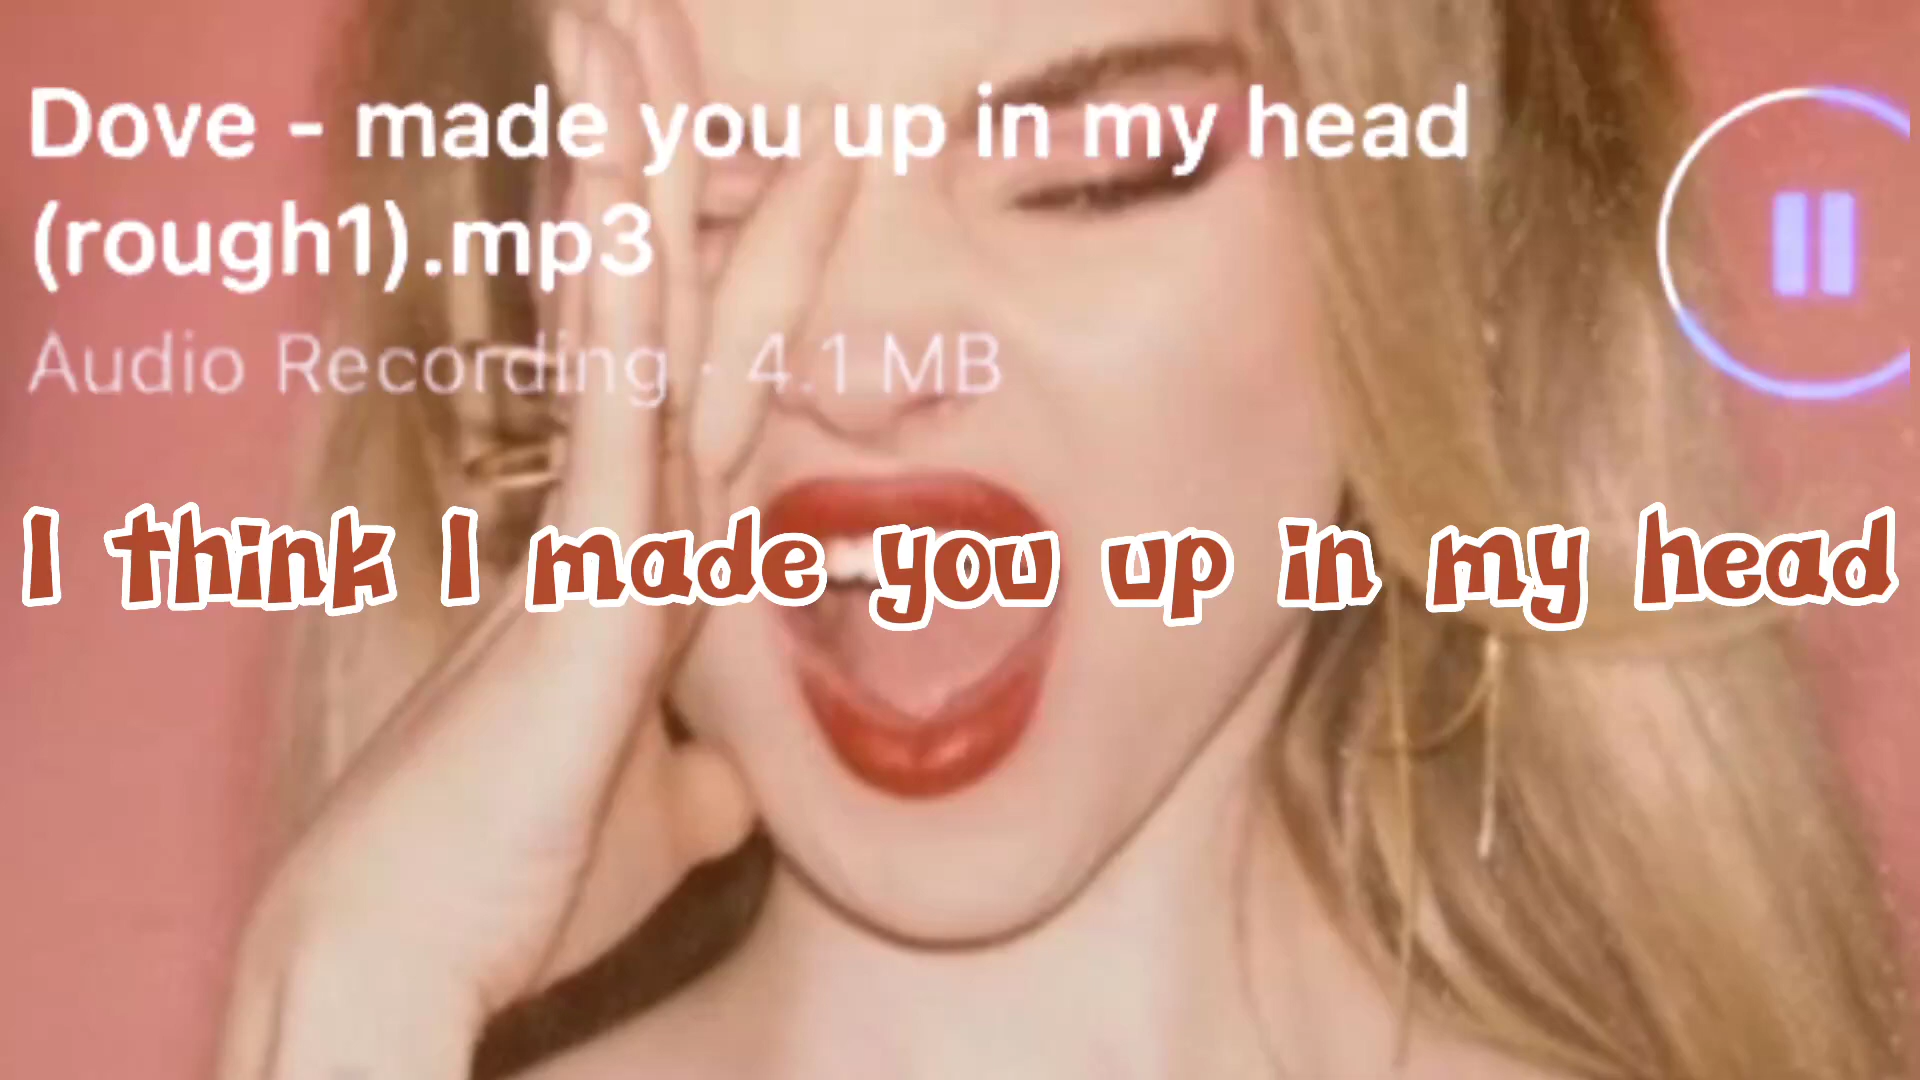 Dove - made you up in my head
(rough1).mp3
Audio Recording · 4.1 MB
I think I made you up in my head